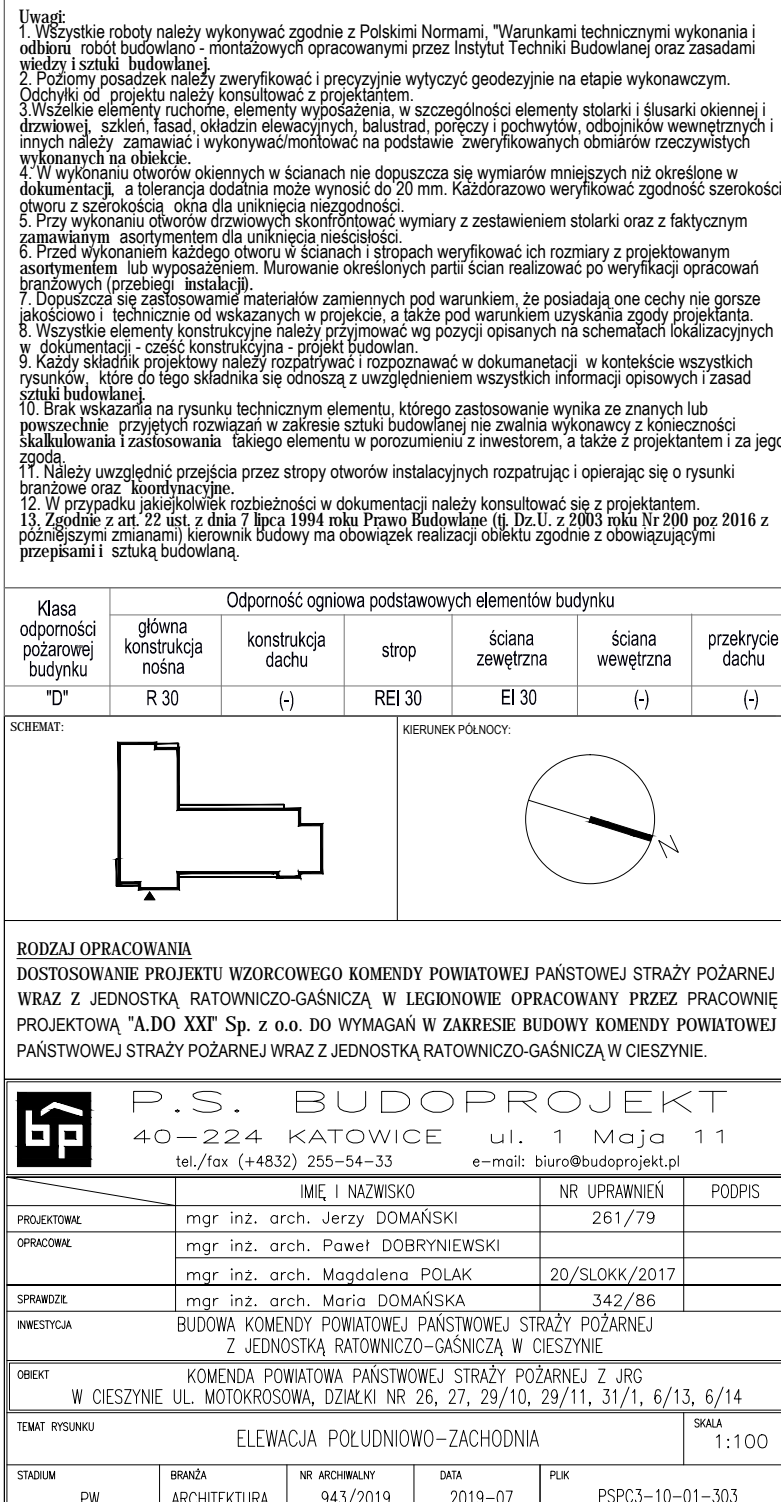 Uwagi:
1. Wszystkie roboty należy wykonywać zgodnie z Polskimi Normami, "Warunkami technicznymi wykonania i
odbioru robót budowlano - montażowych opracowanymi przez Instytut Techniki Budowlanej oraz zasadami
wiedzy i sztuki budowlanej.
2. Poziomy posadzek należy zweryfikować i precyzyjnie wytyczyć geodezyjnie na etapie wykonawczym.
Odchyłki od projektu należy konsultować z projektantem.
3.Wszelkie elementy ruchome, elementy wyposażenia, w szczególności elementy stolarki i ślusarki okiennej i
drzwiowej, szkleń, fasad, okładzin elewacyjnych, balustrad, poręczy i pochwytów, odbojników wewnętrznych i
innych należy zamawiać i wykonywać/montować na podstawie zweryfikowanych obmiarów rzeczywistych
wykonanych na obiekcie.
4. W wykonaniu otworów okiennych w ścianach nie dopuszcza się wymiarów mniejszych niż określone w
dokumentacji, a tolerancja dodatnia może wynosić do 20 mm. Każdorazowo weryfikować zgodność szerokości
otworu z szerokością okna dla uniknięcia niezgodności.
5. Przy wykonaniu otworów drzwiowych skonfrontować wymiary z zestawieniem stolarki oraz z faktycznym
zamawianym asortymentem dla uniknięcia nieścisłości.
6. Przed wykonaniem każdego otworu w ścianach i stropach weryfikować ich rozmiary z projektowanym
asortymentem lub wyposażeniem. Murowanie określonych partii ścian realizować po weryfikacji opracowań
branżowych (przebiegi instalacji).
7. Dopuszcza się zastosowamie materiałów zamiennych pod warunkiem, że posiadają one cechy nie gorsze
jakościowo i technicznie od wskazanych w projekcie, a także pod warunkiem uzyskania zgody projektanta.
8. Wszystkie elementy konstrukcyjne należy przyjmować wg pozycji opisanych na schematach lokalizacyjnych
w dokumentacji - cześć konstrukcyjna - projekt budowlan.
9. Każdy składnik projektowy należy rozpatrywać i rozpoznawać w dokumanetacji w kontekście wszystkich
rysunków, które do tego składnika się odnoszą z uwzględnieniem wszystkich informacji opisowych i zasad
sztuki budowlanej.
10. Brak wskazania na rysunku technicznym elementu, którego zastosowanie wynika ze znanych lub
powszechnie przyjętych rozwiązań w zakresie sztuki budowlanej nie zwalnia wykonawcy z konieczności
skalkulowania i zastosowania takiego elementu w porozumieniu z inwestorem, a także z projektantem i za jego
zgodą.
11. Należy uwzględnić przejścia przez stropy otworów instalacyjnych rozpatrując i opierając się o rysunki
branżowe oraz koordynacyjne.
12. W przypadku jakiejkolwiek rozbieżności w dokumentacji należy konsultować się z projektantem.
13. Zgodnie z art. 22 ust. z dnia 7 lipca 1994 roku Prawo Budowlane (tj. Dz.U. z 2003 roku Nr 200 poz 2016 z
późniejszymi zmianami) kierownik budowy ma obowiązek realizacji obiektu zgodnie z obowiązującymi
przepisami i sztuką budowlaną.
Klasa odporności pożarowej budynku
Odporność ogniowa podstawowych elementów budynku
główna konstrukcja nośna
konstrukcja dachu
strop
ściana zewętrzna
ściana wewętrzna
przekrycie dachu
"D" R 30 (-) REI 30 EI 30 (-) (-)
SCHEMAT:
KIERUNEK PÓŁNOCY:
N
RODZAJ OPRACOWANIA
DOSTOSOWANIE PROJEKTU WZORCOWEGO KOMENDY POWIATOWEJ PAŃSTOWEJ STRAŻY POŻARNEJ
WRAZ Z JEDNOSTKĄ RATOWNICZO-GAŚNICZĄ W LEGIONOWIE OPRACOWANY PRZEZ PRACOWNIĘ
PROJEKTOWĄ "A.DO XXI" Sp. z o.o. DO WYMAGAŃ W ZAKRESIE BUDOWY KOMENDY POWIATOWEJ
PAŃSTWOWEJ STRAŻY POŻARNEJ WRAZ Z JEDNOSTKĄ RATOWNICZO-GAŚNICZĄ W CIESZYNIE.
bp
P.S. BUDOPROJEKT
40-224 KATOWICE ul. 1 Maja 11
tel./fax (+4832) 255-54-33 e-mail: biuro@budoprojekt.pl
IMIĘ I NAZWISKO NR UPRAWNIEŃ PODPIS
PROJEKTOWAŁ mgr inż. arch. Jerzy DOMAŃSKI 261/79
OPRACOWAŁ mgr inż. arch. Paweł DOBRYNIEWSKI
mgr inż. arch. Magdalena POLAK 20/SLOKK/2017
SPRAWDZIŁ mgr inż. arch. Maria DOMAŃSKA 342/86
INWESTYCJA BUDOWA KOMENDY POWIATOWEJ PAŃSTWOWEJ STRAŻY POŻARNEJ
Z JEDNOSTKĄ RATOWNICZO-GAŚNICZĄ W CIESZYNIE
OBIEKT KOMENDA POWIATOWA PAŃSTWOWEJ STRAŻY POŻARNEJ Z JRG
W CIESZYNIE UL. MOTOKROSOWA, DZIAŁKI NR 26, 27, 29/10, 29/11, 31/1, 6/13, 6/14
TEMAT RYSUNKU ELEWACJA POŁUDNIOWO-ZACHODNIA SKALA 1:100
STADIUM BRANŻA NR ARCHIWALNY DATA PLIK
PW ARCHITEKTURA 943/2019 2019-07 PSPC3-10-01-303